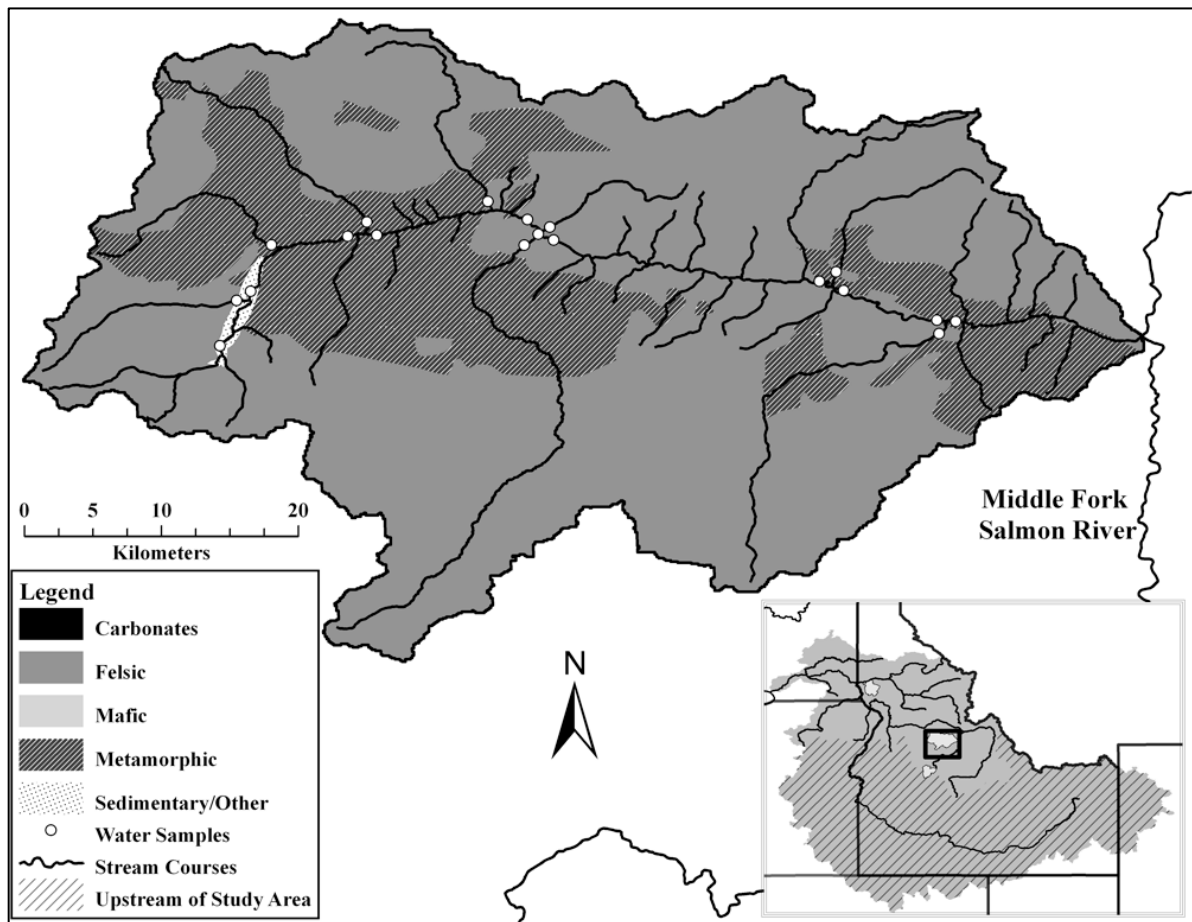 Middle Fork
Salmon River
0 5 10 20
Kilometers
N
Legend
Carbonates
Felsic
Mafic
Metamorphic
Sedimentary/Other
Water Samples
Stream Courses
Upstream of Study Area